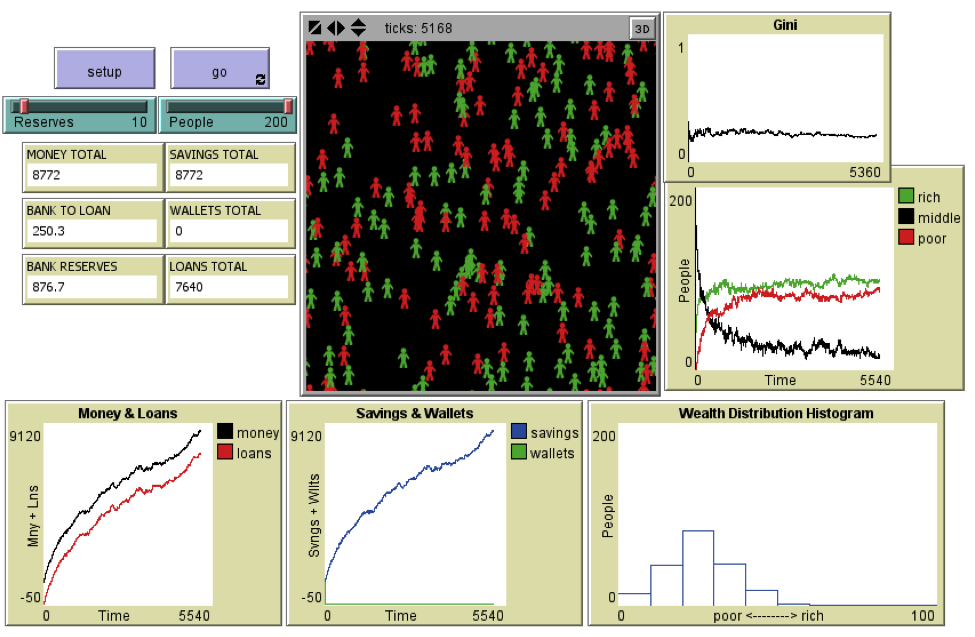 setup
go
Reserves 10
People 200
MONEY TOTAL
8772
SAVINGS TOTAL
8772
BANK TO LOAN
250.3
WALLETS TOTAL
0
BANK RESERVES
876.7
LOANS TOTAL
7640
ticks: 5168
3D
Gini
1
0
0
5360
200
People
0
0
Time
5540
rich
middle
poor
Money & Loans
9120
Mny + Lns
-50
0
Time
5540
money
loans
Savings & Wallets
9120
Svngs + Wllts
-50
0
Time
5540
savings
wallets
Wealth Distribution Histogram
200
People
0
0
poor <--------> rich
100